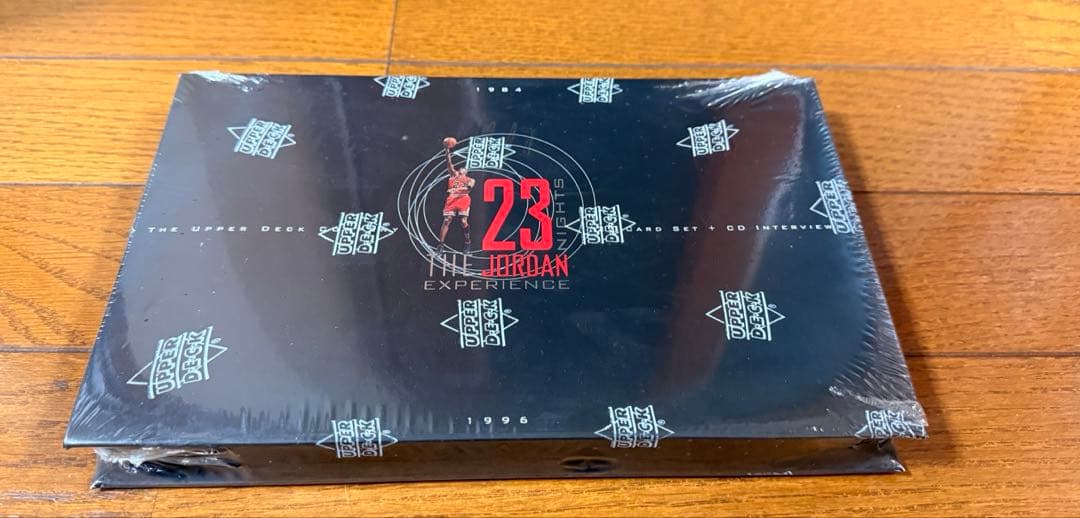 1984
UPPER DECK
UPPER DECK
UPPER DECK
UPPER DECK
UPPER DECK
23 NIGHTS
THE UPPER DECK COMPANY
UPPER DECK
UPPER DECK
CARD SET + CD INTERVIEW
UPPER DECK
THE JORDAN
EXPERIENCE
UPPER DECK
UPPER DECK
UPPER DECK®
1996
UPPER DECK
UPPER DECK
UPPER DECK